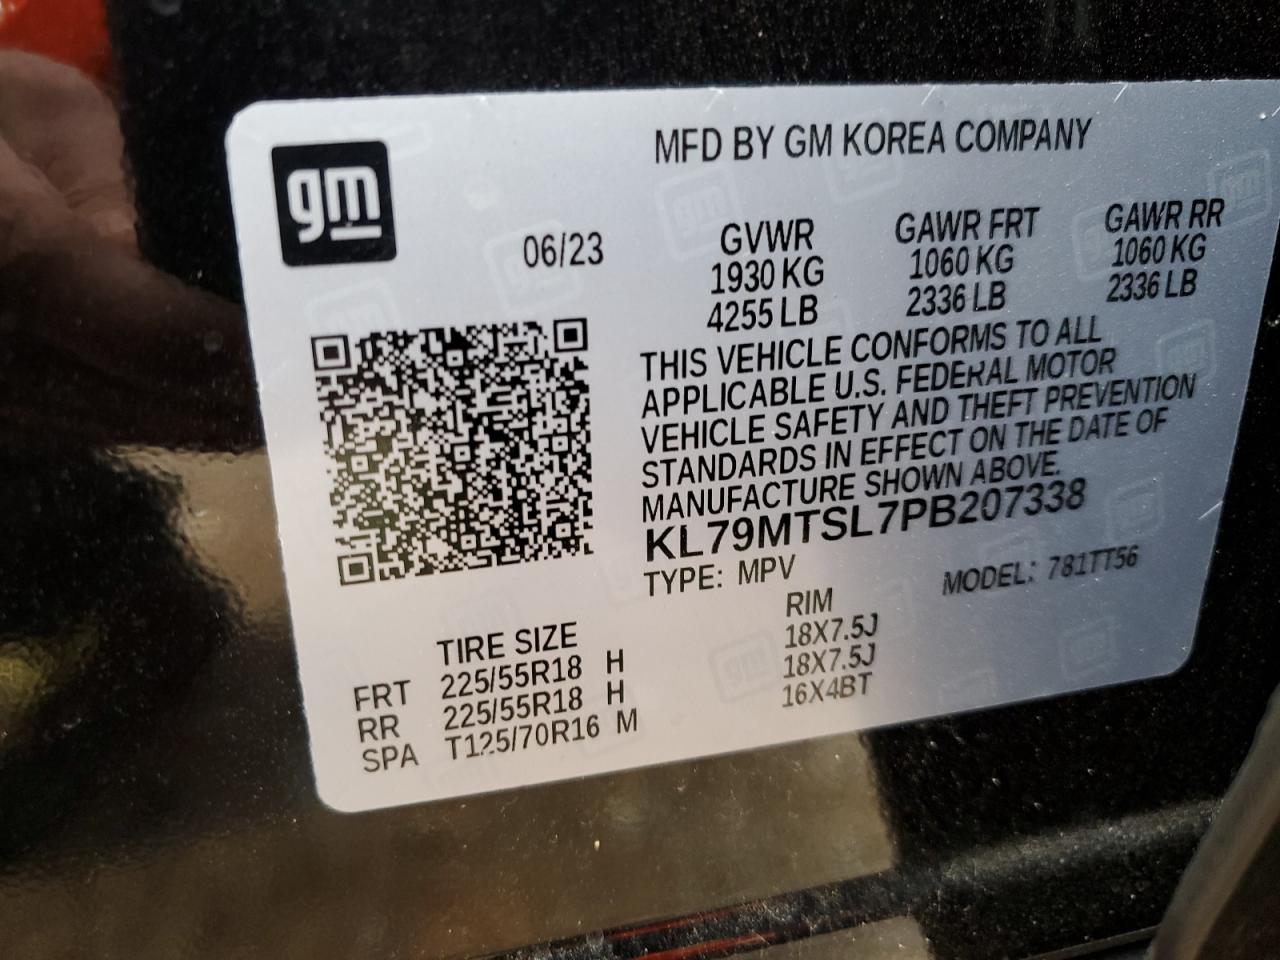 gm
MFD BY GM KOREA COMPANY
06/23
GVWR GAWR FRT GAWR RR
1930 KG 1060 KG 1060 KG
4255 LB 2336 LB 2336 LB
THIS VEHICLE CONFORMS TO ALL
APPLICABLE U.S. FEDERAL MOTOR
VEHICLE SAFETY AND THEFT PREVENTION
STANDARDS IN EFFECT ON THE DATE OF
MANUFACTURE SHOWN ABOVE.
KL79MTSL7PB207338
TYPE: MPV MODEL: 781TT56
TIRE SIZE RIM
FRT 225/55R18 H 18X7.5J
RR 225/55R18 H 18X7.5J
SPA T125/70R16 M 16X4BT